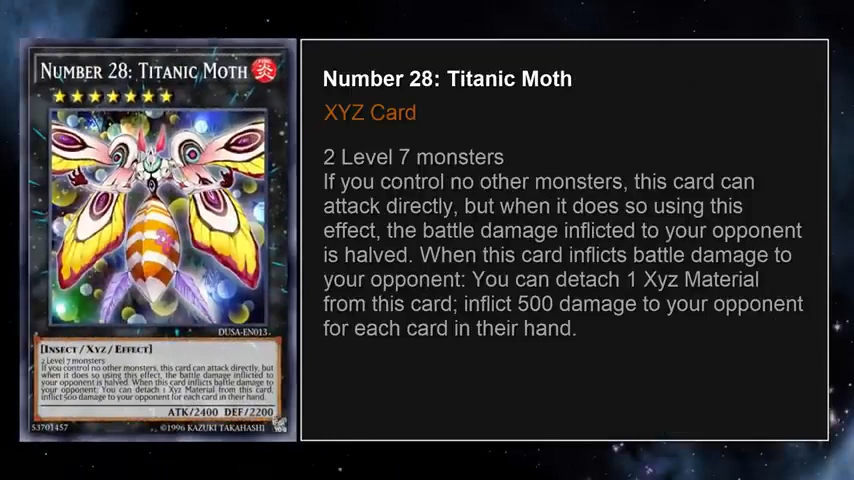 NUMBER 28: TITANIC MOTH 炎
DUSA-EN013
[INSECT / XYZ / EFFECT]
2 Level 7 monsters
If you control no other monsters, this card can attack directly, but
when it does so using this effect, the battle damage inflicted to
your opponent is halved. When this card inflicts battle damage to
your opponent: You can detach 1 Xyz Material from this card;
inflict 500 damage to your opponent for each card in their hand.
ATK/2400 DEF/2200
53701457
©1996 KAZUKI TAKAHASHI
Number 28: Titanic Moth
XYZ Card
2 Level 7 monsters
If you control no other monsters, this card can
attack directly, but when it does so using this
effect, the battle damage inflicted to your opponent
is halved. When this card inflicts battle damage to
your opponent: You can detach 1 Xyz Material
from this card; inflict 500 damage to your opponent
for each card in their hand.